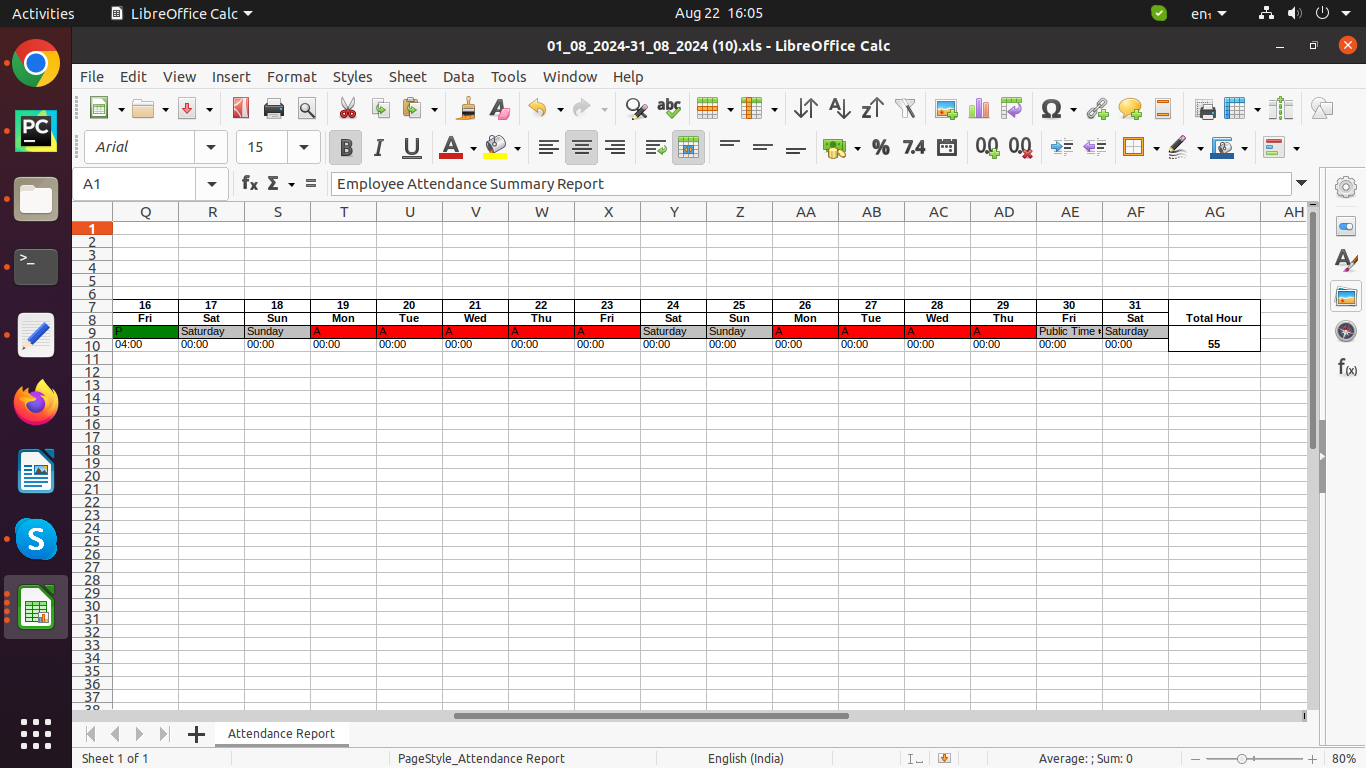 Activities LibreOffice Calc Aug 22 16:05 en₁
01_08_2024-31_08_2024 (10).xls - LibreOffice Calc
File Edit View Insert Format Styles Sheet Data Tools Window Help
Arial 15
A1 Employee Attendance Summary Report
Q R S T U V W X Y Z AA AB AC AD AE AF AG AH
1
2
3
4
5
6
7 16 17 18 19 20 21 22 23 24 25 26 27 28 29 30 31
8 Fri Sat Sun Mon Tue Wed Thu Fri Sat Sun Mon Tue Wed Thu Fri Sat Total Hour
9 P Saturday Sunday A A A A A Saturday Sunday A A A A Public Time Saturday
10 04:00 00:00 00:00 00:00 00:00 00:00 00:00 00:00 00:00 00:00 00:00 00:00 00:00 00:00 00:00 00:00 55
11
12
13
14
15
16
17
18
19
20
21
22
23
24
25
26
27
28
29
30
31
32
33
34
35
36
37
38
Attendance Report
Sheet 1 of 1 PageStyle_Attendance Report English (India) Average: ; Sum: 0 80%